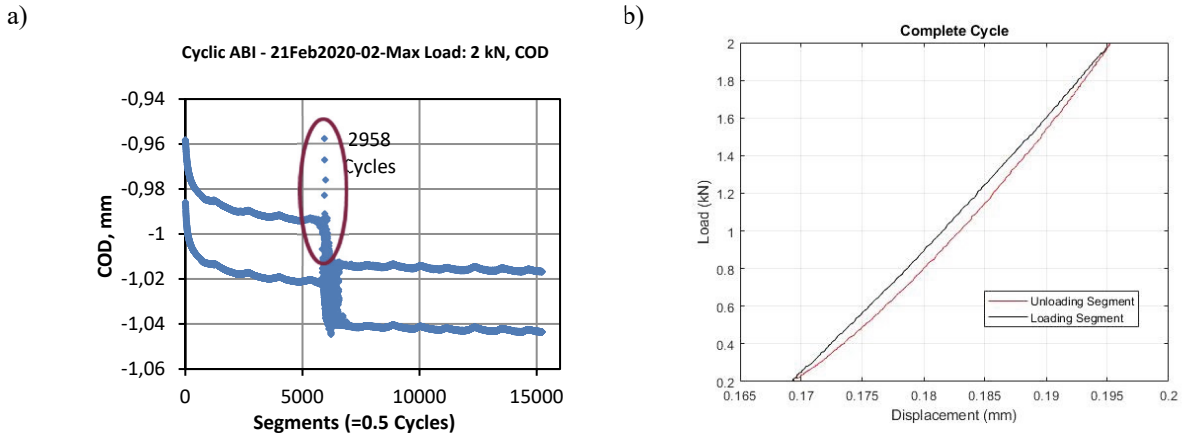 a)
Cyclic ABI - 21Feb2020-02-Max Load: 2 kN, COD
-0,94
-0,96
-0,98
-1
-1,02
-1,04
-1,06
COD, mm
2958
Cycles
0
5000
10000
15000
Segments (=0.5 Cycles)
b)
Complete Cycle
2
1.8
1.6
1.4
1.2
1
0.8
0.6
0.4
0.2
Load (kN)
Unloading Segment
Loading Segment
0.165
0.17
0.175
0.18
0.185
0.19
0.195
0.2
Displacement (mm)